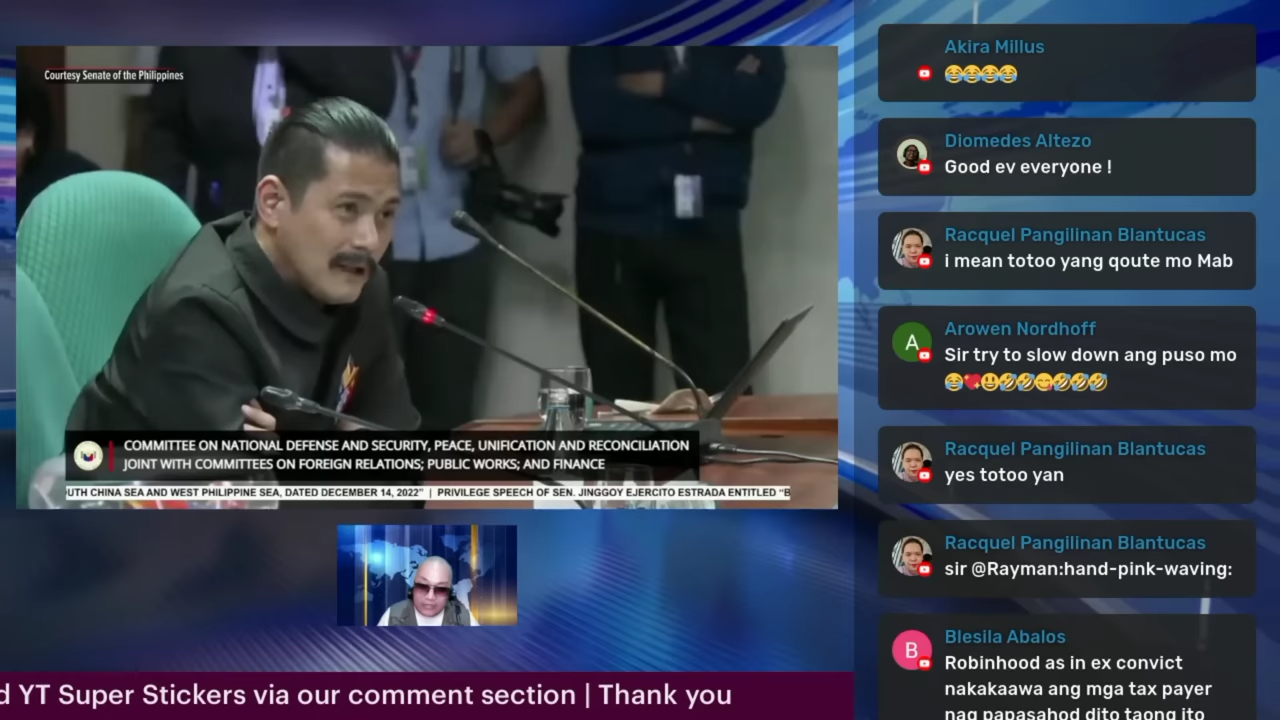 Courtesy Senate of the Philippines
COMMITTEE ON NATIONAL DEFENSE AND SECURITY, PEACE, UNIFICATION AND RECONCILIATION
JOINT WITH COMMITTEES ON FOREIGN RELATIONS; PUBLIC WORKS; AND FINANCE
UTH CHINA SEA AND WEST PHILIPPINE SEA, DATED DECEMBER 14, 2022" | PRIVILEGE SPEECH OF SEN. JINGGOY EJERCITO ESTRADA ENTITLED "B
d YT Super Stickers via our comment section | Thank you
Akira Millus
😂😂😂😂
Diomedes Altezo
Good ev everyone !
Racquel Pangilinan Blantucas
i mean totoo yang qoute mo Mab
A
Arowen Nordhoff
Sir try to slow down ang puso mo
😂💖😃🤣🤣😋🤣🤣🤣
Racquel Pangilinan Blantucas
yes totoo yan
Racquel Pangilinan Blantucas
sir @Rayman:hand-pink-waving:
B
Blesila Abalos
Robinhood as in ex convict
nakakaawa ang mga tax payer
nag papasahod dito taong ito